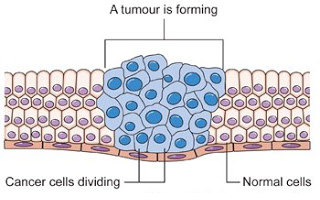 A tumour is forming
Cancer cells dividing
Normal cells